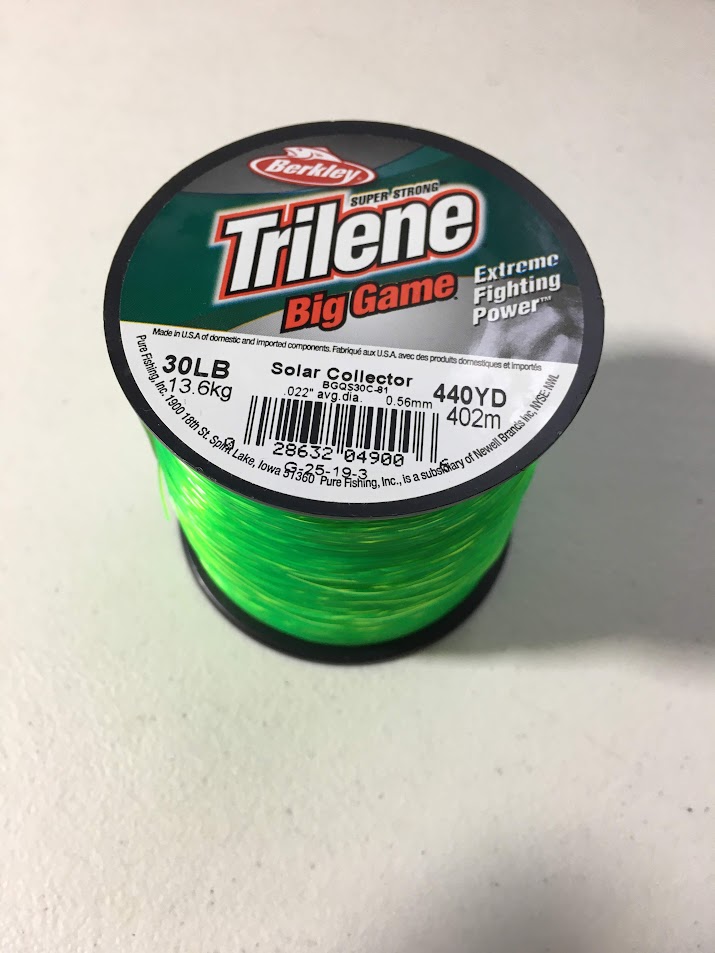 Berkley
SUPER STRONG
Trilene
Big Game
Extreme
Fighting
Power™
Made in U.S.A of domestic and imported components. Fabriqué aux U.S.A. avec des produits domestiques et importés
30LB
13.6kg
Solar Collector
BGQS30C-81
.022" avg.dia. 0.56mm
440YD
402m
0 28632 04900 6
G-25-19-3
Pure Fishing, Inc. 1900 18th St. Spirit Lake, Iowa 51360 Pure Fishing, Inc., is a subsidiary of Newell Brands Inc, NYSE:NWL